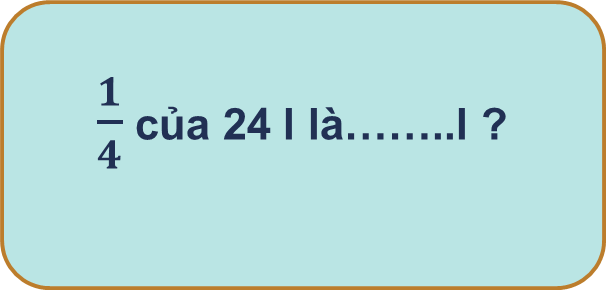 1/4 của 24 l là……..l ?